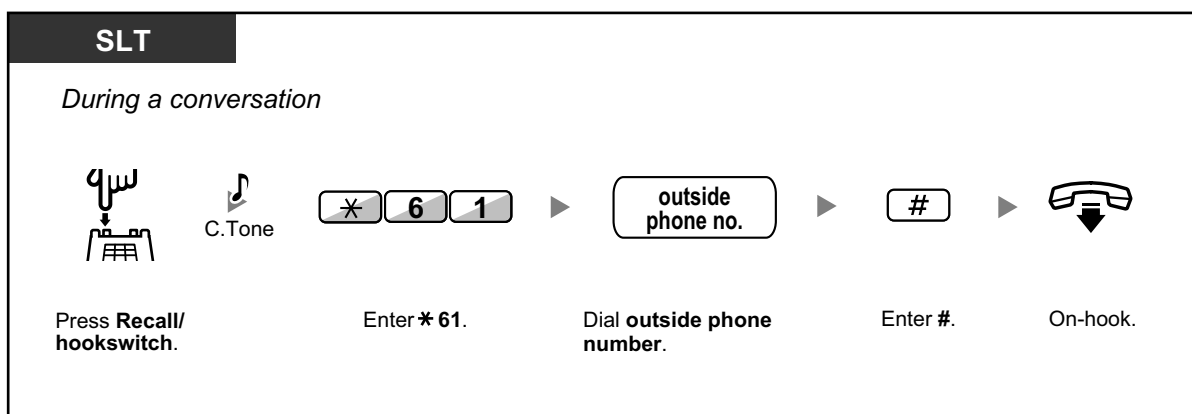 SLT
During a conversation
C.Tone
* 6 1
outside
phone no.
#
Press Recall/
hookswitch.
Enter * 61.
Dial outside phone
number.
Enter #.
On-hook.